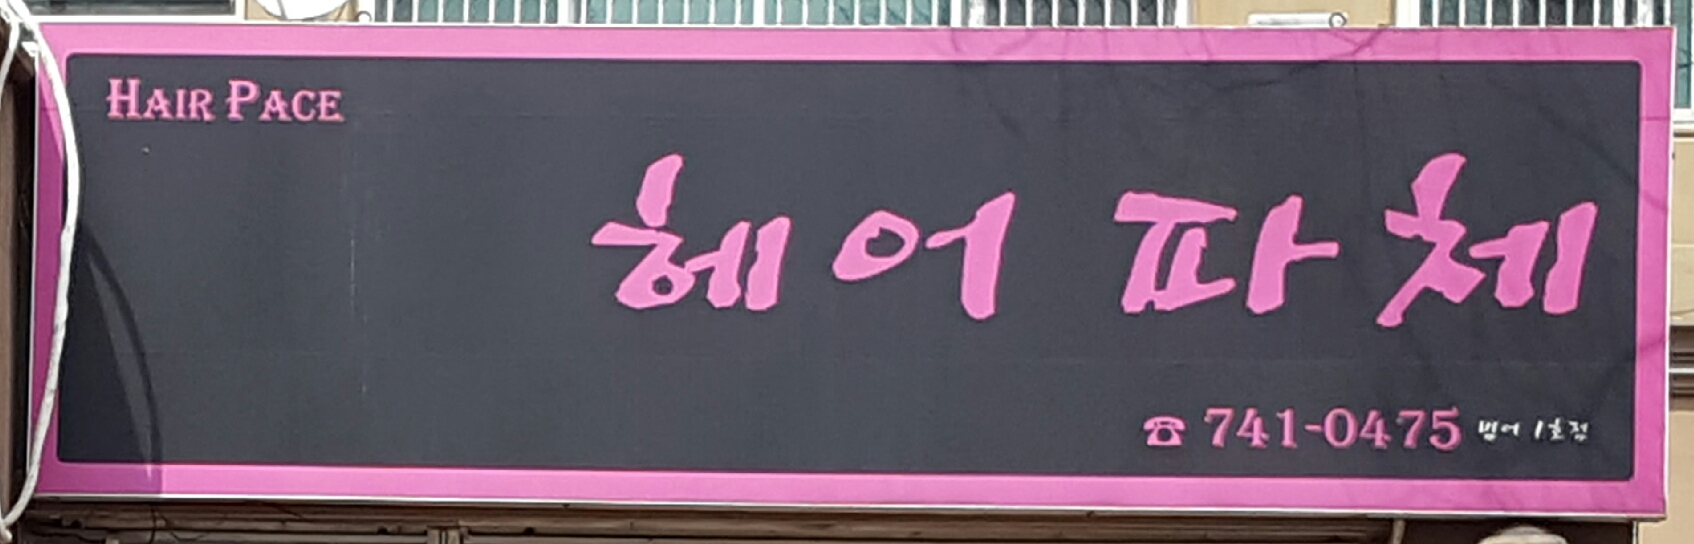 HAIR PACE
헤어 파체
☎ 741-0475 범어 1호점